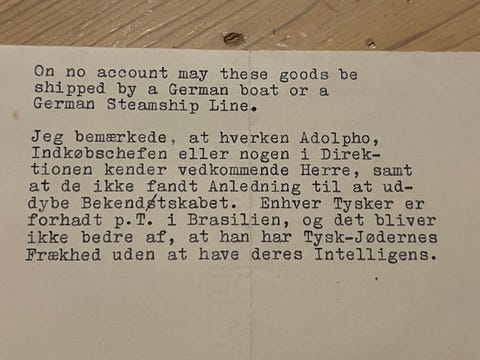 On no account may these goods be
shipped by a German boat or a
German Steamship Line.
Jeg bemærkede, at hverken Adolpho,
Indkøbschefen eller nogen i Direk-
tionen kender vedkommende Herre, samt
at de ikke fandt Anledning til at ud-
dybe Bekendøtskabet. Enhver Tysker er
forhadt p.T. i Brasilien, og det bliver
ikke bedre af, at han har Tysk-Jødernes
Frækhed uden at have deres Intelligens.